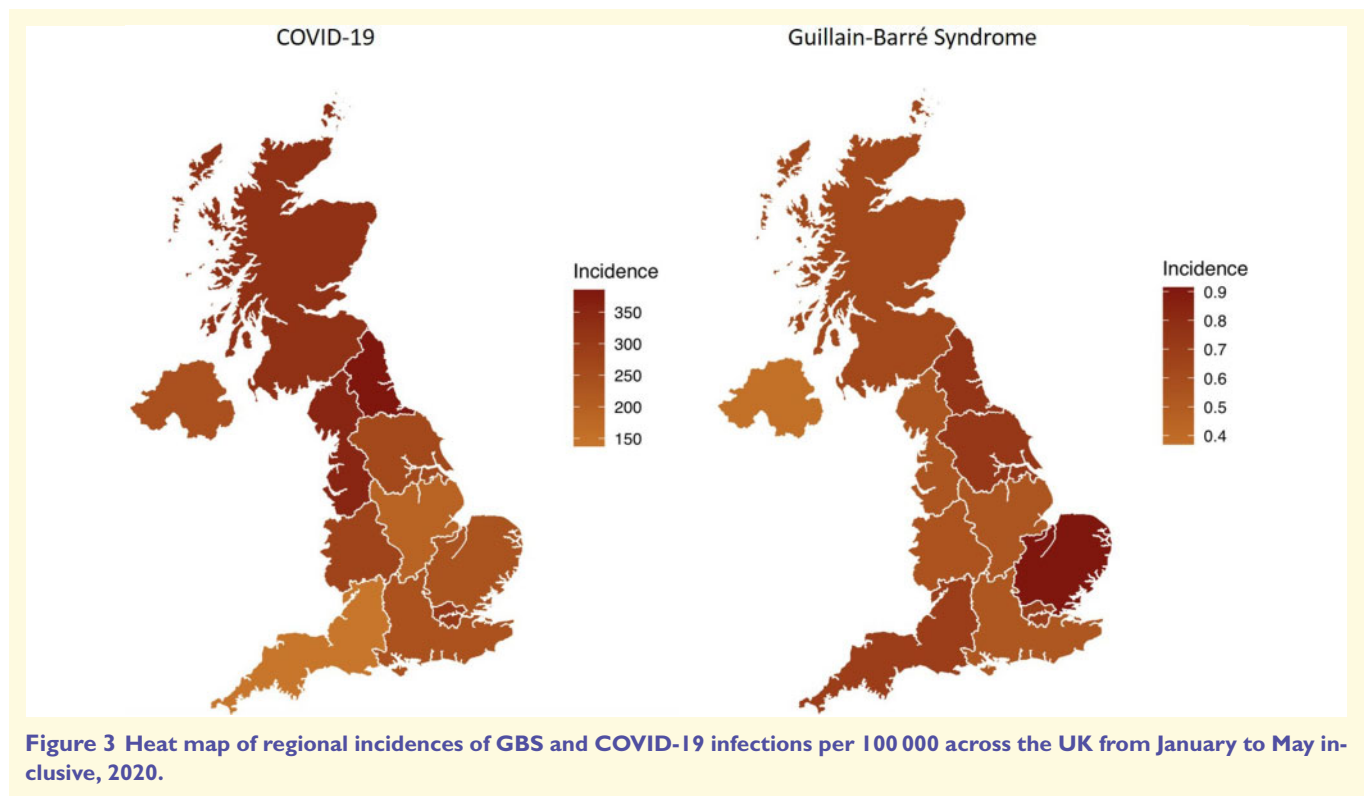 COVID-19
Guillain-Barré Syndrome
Incidence
350
300
250
200
150
Incidence
0.9
0.8
0.7
0.6
0.5
0.4
Figure 3 Heat map of regional incidences of GBS and COVID-19 infections per 100 000 across the UK from January to May in-
clusive, 2020.